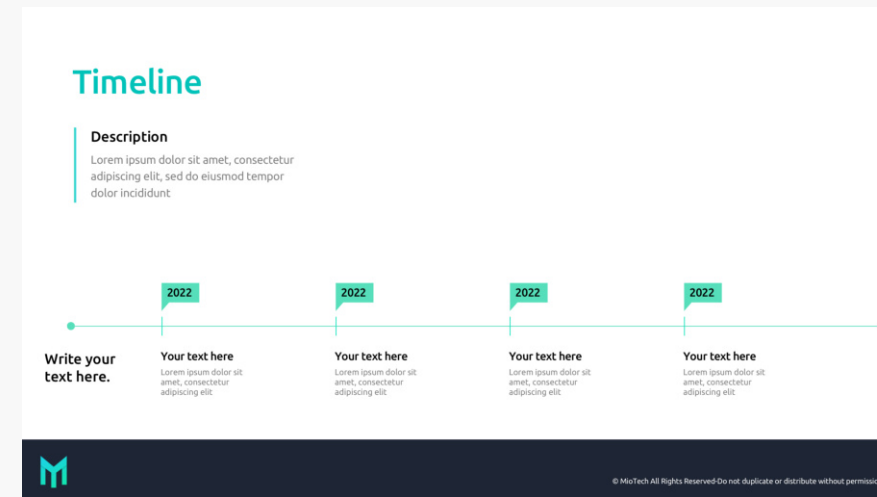 Timeline
Description
Lorem ipsum dolor sit amet, consectetur
adipiscing elit, sed do eiusmod tempor
dolor incididunt
2022
2022
2022
2022
Write your
text here.
Your text here
Lorem ipsum dolor sit
amet, consectetur
adipiscing elit
Your text here
Lorem ipsum dolor sit
amet, consectetur
adipiscing elit
Your text here
Lorem ipsum dolor sit
amet, consectetur
adipiscing elit
Your text here
Lorem ipsum dolor sit
amet, consectetur
adipiscing elit
© MioTech All Rights Reserved-Do not duplicate or distribute without